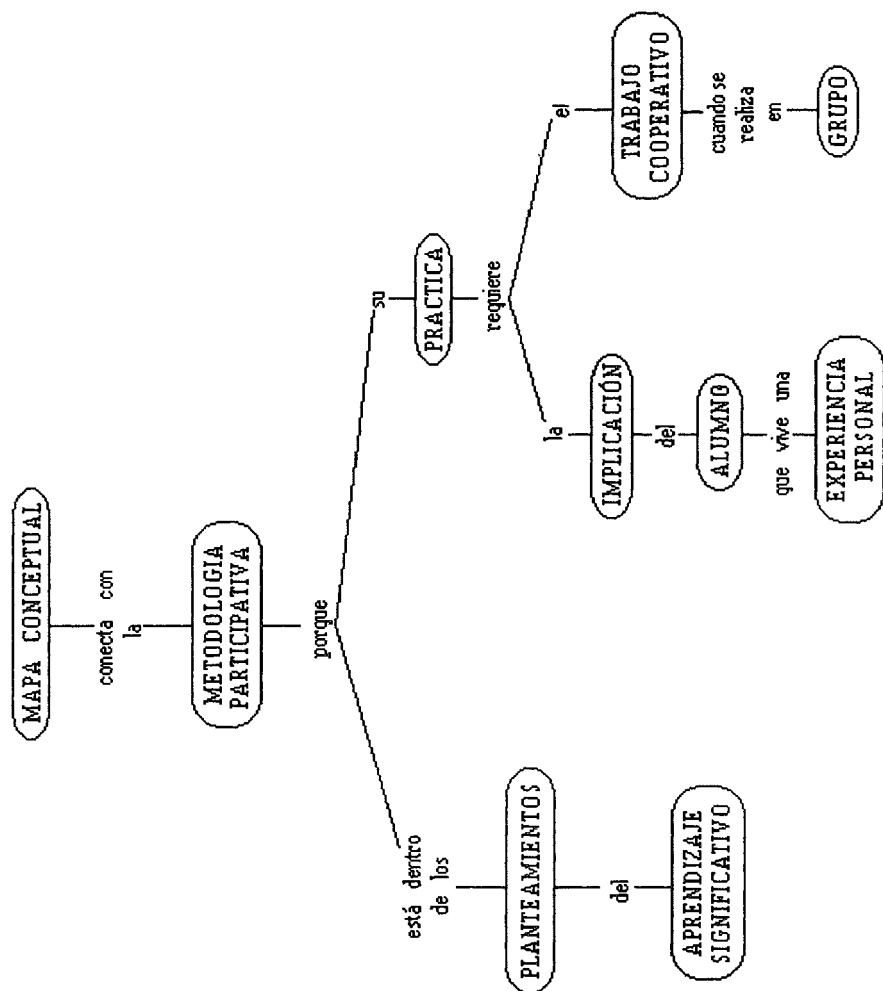 MAPA CONCEPTUAL
conecta con
la
METODOLOGIA
PARTICIPATIVA
porque
está dentro
de los
PLANTEAMIENTOS
del
APRENDIZAJE
SIGNIFICATIVO
su
PRACTICA
requiere
la
IMPLICACIÓN
del
ALUMNO
que vive una
EXPERIENCIA
PERSONAL
el
TRABAJO
COOPERATIVO
cuando se
realiza
en
GRUPO